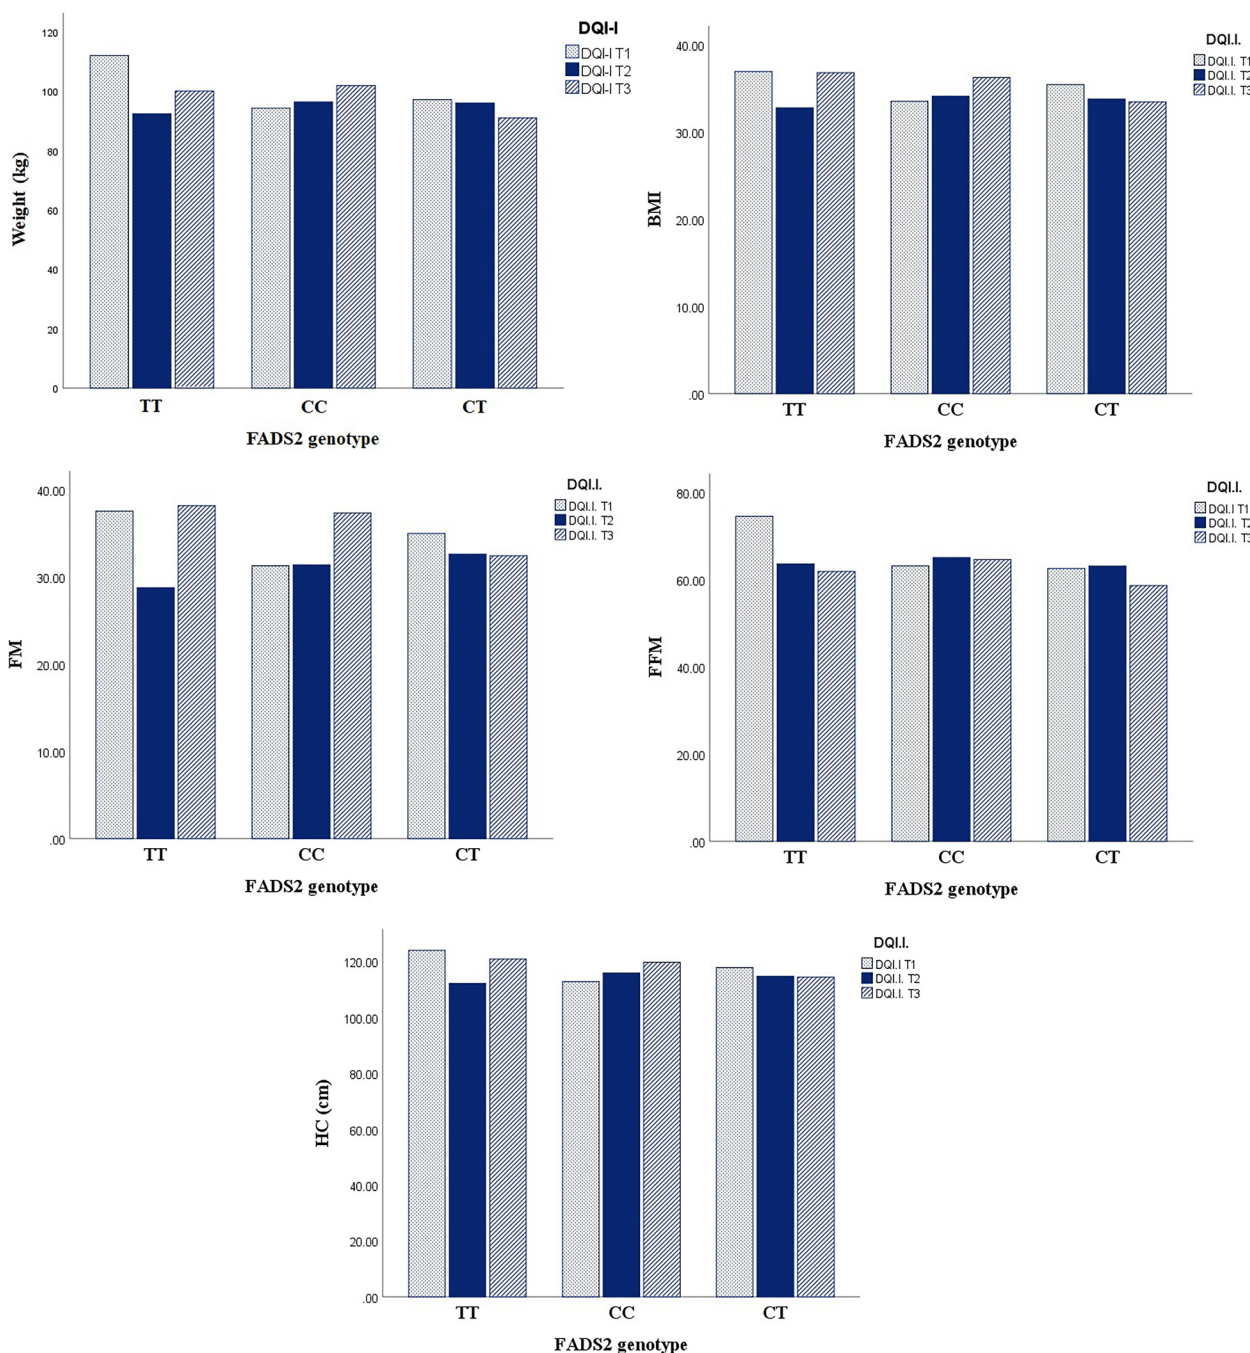 DQI-I
DQI-I T1
DQI-I T2
DQI-I T3
120
100
80
60
40
20
0
Weight (kg)
TT CC CT
FADS2 genotype
DQI.I.
DQI.I. T1
DQI.I. T2
DQI.I. T3
40.00
30.00
20.00
10.00
.00
BMI
TT CC CT
FADS2 genotype
DQI.I.
DQI.I. T1
DQI.I. T2
DQI.I. T3
40.00
30.00
20.00
10.00
.00
FM
TT CC CT
FADS2 genotype
DQI.I.
DQI.I T1
DQI.I. T2
DQI.I. T3
80.00
60.00
40.00
20.00
.00
FFM
TT CC CT
FADS2 genotype
DQI.I.
DQI.I T1
DQI.I. T2
DQI.I. T3
120.00
100.00
80.00
60.00
40.00
20.00
.00
HC (cm)
TT CC CT
FADS2 genotype